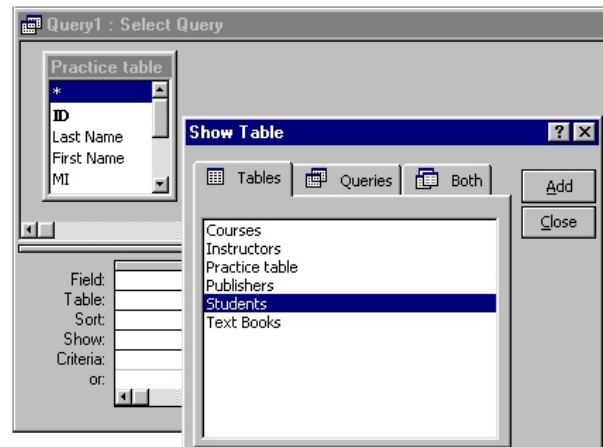 Query1 : Select Query
Practice table
*
ID
Last Name
First Name
MI
Field:
Table:
Sort:
Show:
Criteria:
or:
Show Table
Tables Queries Both
Courses
Instructors
Practice table
Publishers
Students
Text Books
Add
Close